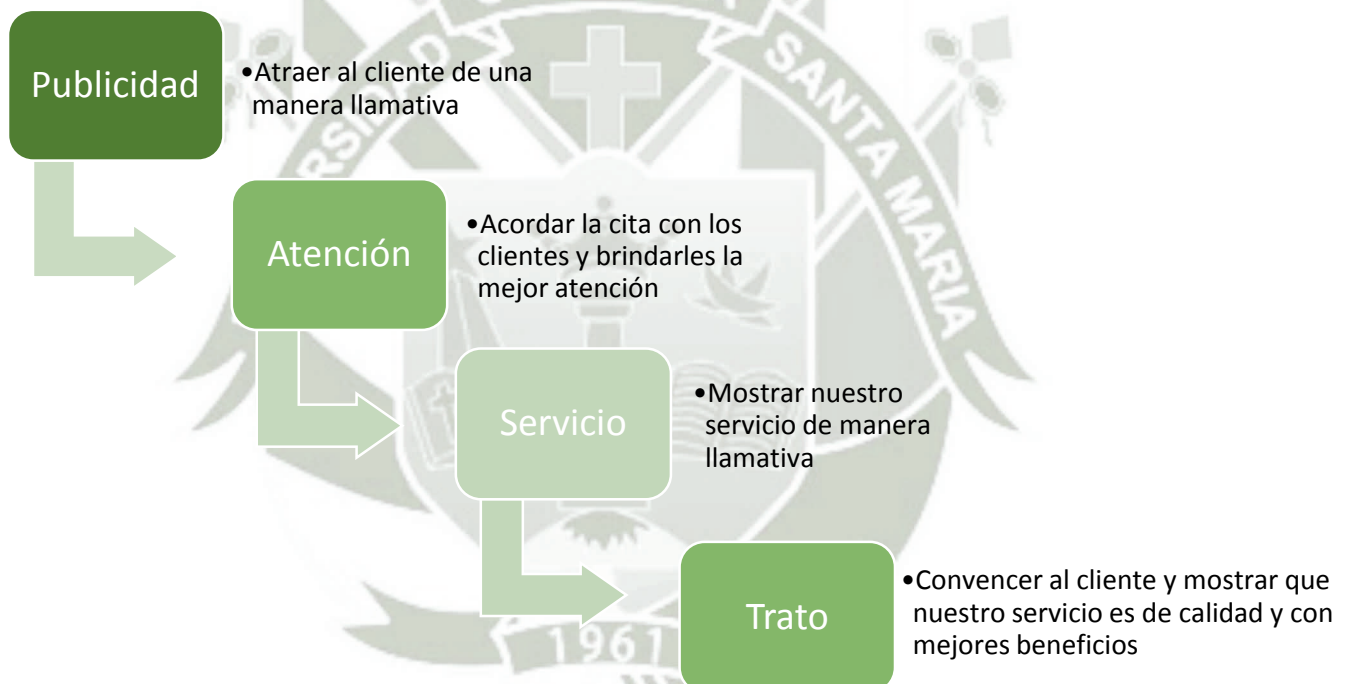 Publicidad
•Atraer al cliente de una
manera llamativa
Atención
•Acordar la cita con los
clientes y brindarles la
mejor atención
Servicio
•Mostrar nuestro
servicio de manera
llamativa
Trato
•Convencer al cliente y mostrar que
nuestro servicio es de calidad y con
mejores beneficios
RSIDAD
SANTA MARIA
1961